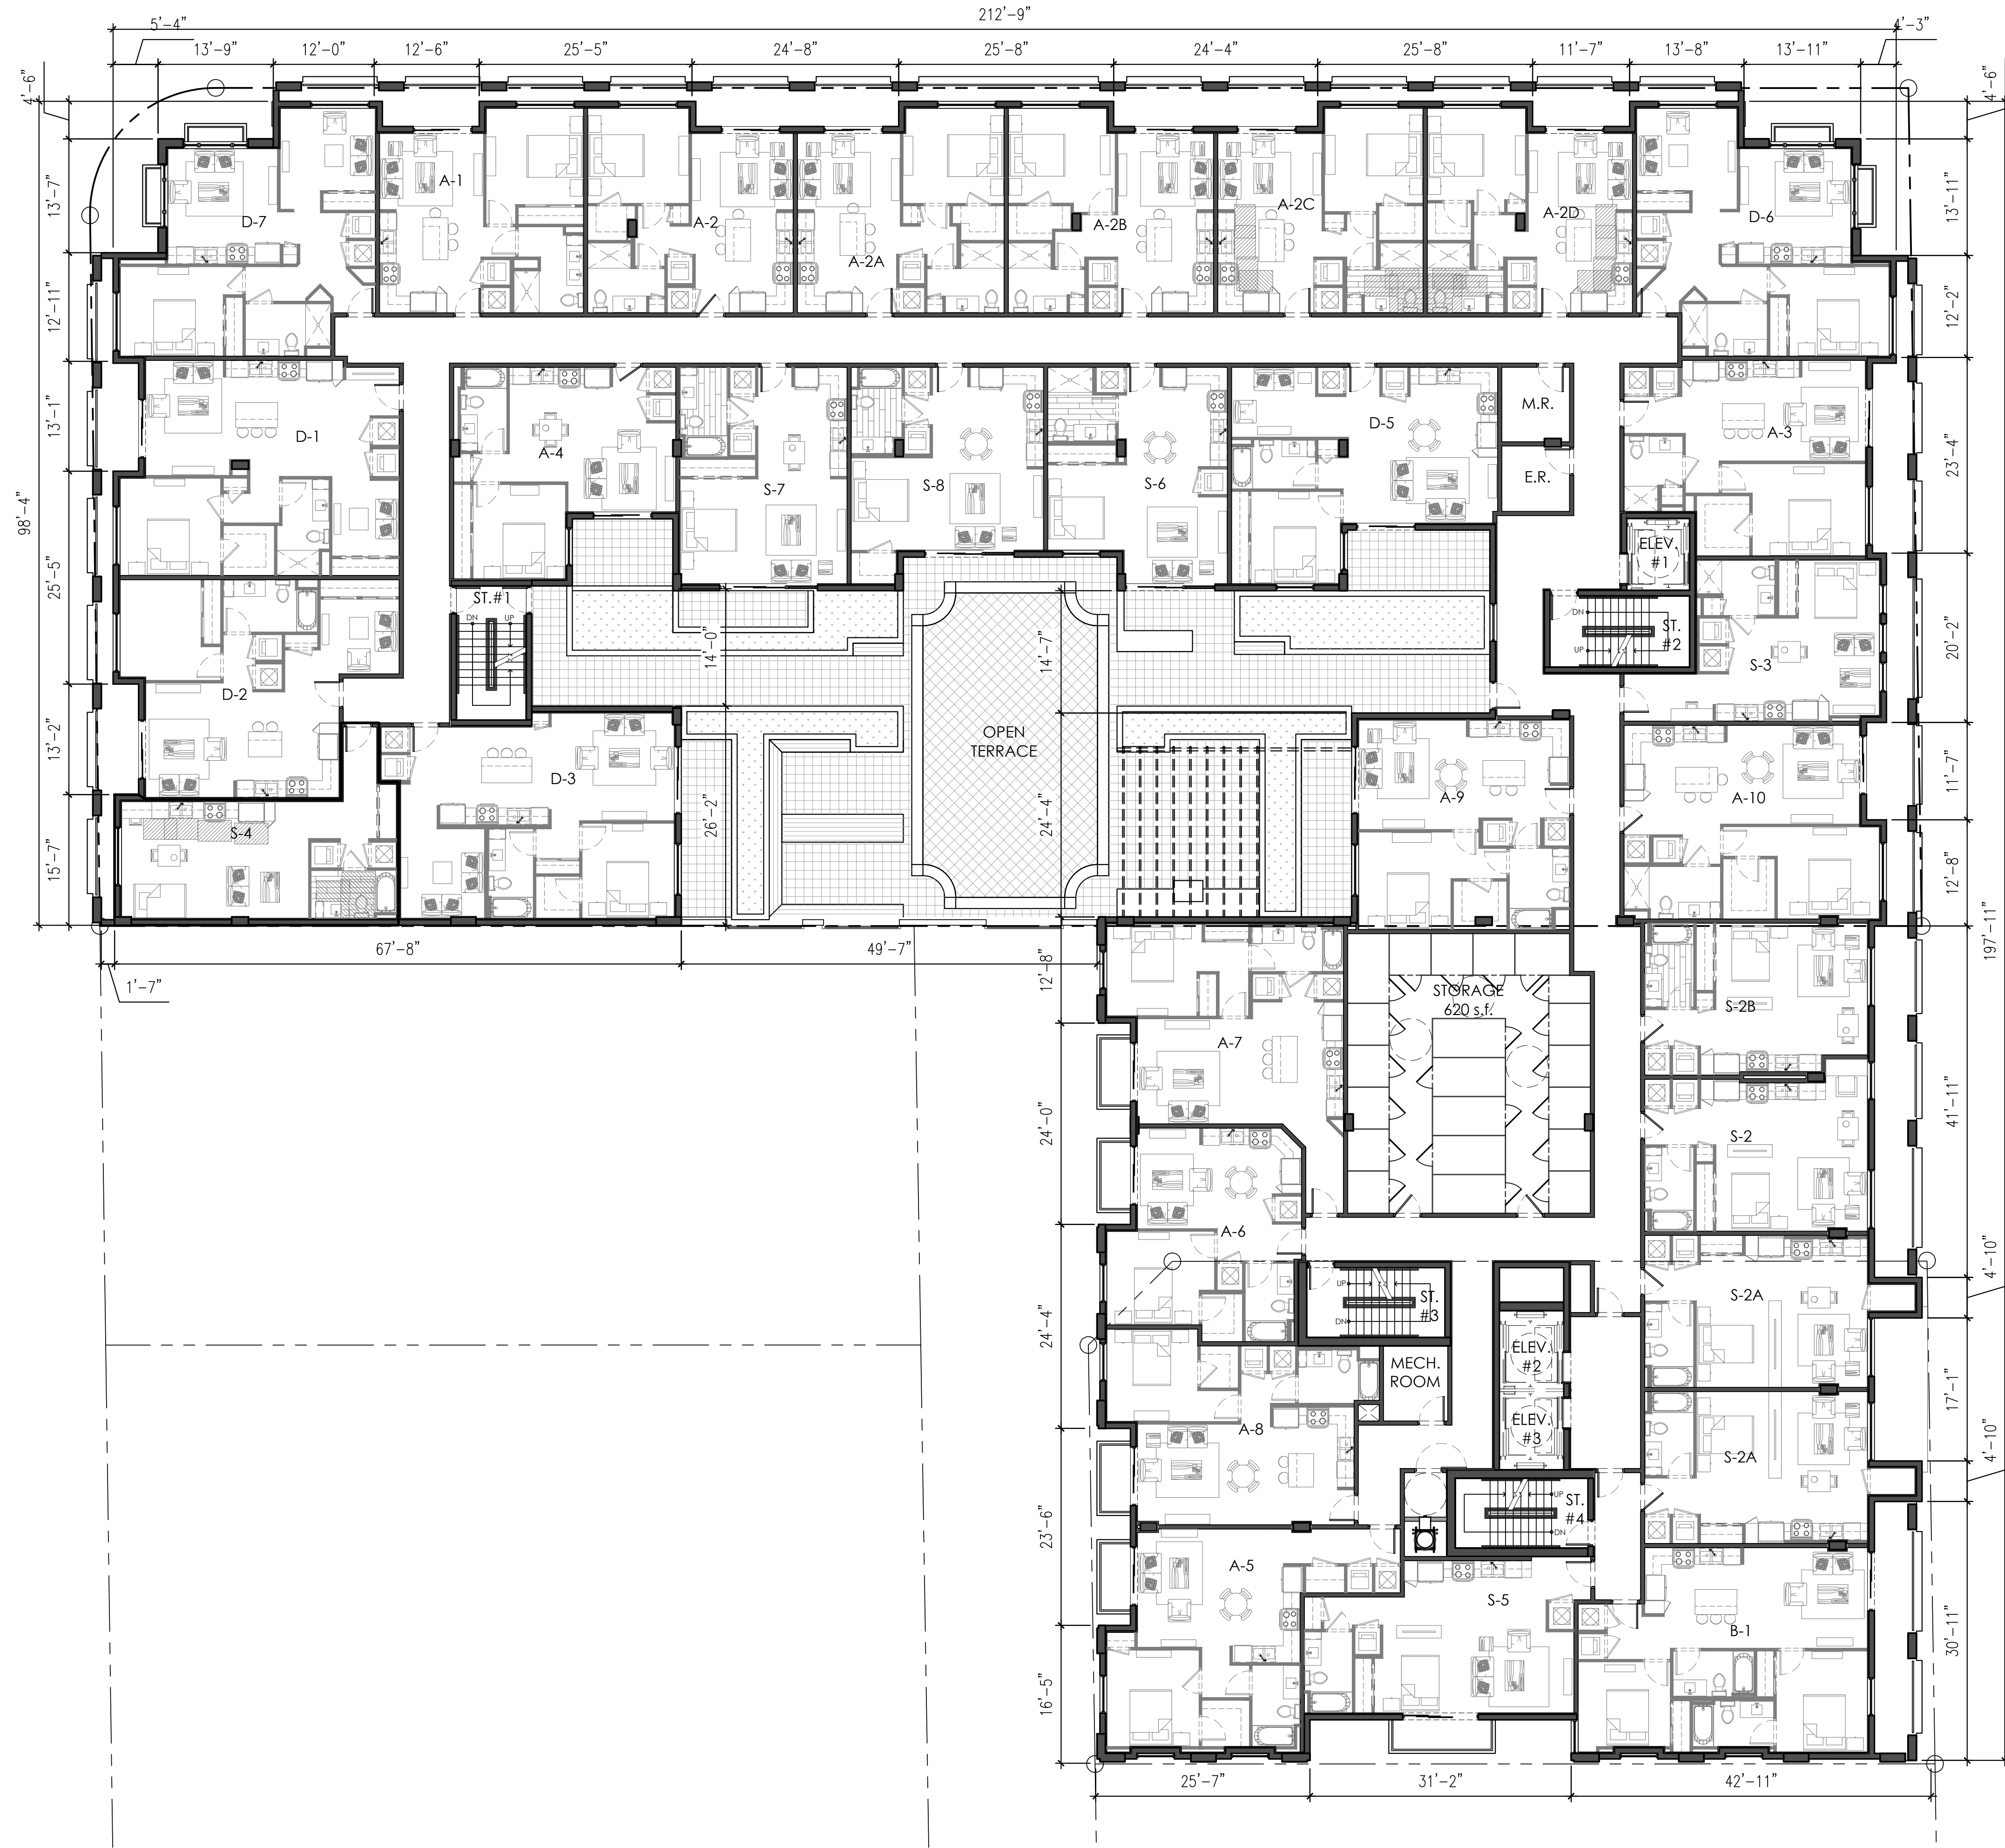 212'-9"
5'-4"
4'-3"
13'-9"
12'-0"
12'-6"
25'-5"
24'-8"
25'-8"
24'-4"
25'-8"
11'-7"
13'-8"
13'-11"
4'-6"
4'-6"
13'-7"
12'-11"
13'-1"
25'-5"
13'-2"
15'-7"
98'-4"
13'-11"
12'-2"
23'-4"
20'-2"
11'-7"
12'-8"
41'-11"
4'-10"
17'-1"
4'-10"
30'-11"
197'-11"
D-7
A-1
A-2
A-2A
A-2B
A-2C
A-2D
D-6
D-1
A-4
S-7
S-8
S-6
D-5
M.R.
E.R.
A-3
ELEV.
#1
ST.#1
DN
UP
DN
UP
ST.
#2
S-3
D-2
D-3
S-4
14'-0"
14'-7"
OPEN
TERRACE
26'-2"
24'-4"
A-9
A-10
67'-8"
49'-7"
1'-7"
12'-8"
24'-0"
24'-4"
23'-6"
16'-5"
A-7
STORAGE
620 s.f.
S-2B
S-2
A-6
UP
DN
ST.
#3
S-2A
ELEV.
#2
MECH.
ROOM
ELEV.
#3
A-8
S-2A
UP
DN
ST.
#4
A-5
S-5
B-1
25'-7"
31'-2"
42'-11"